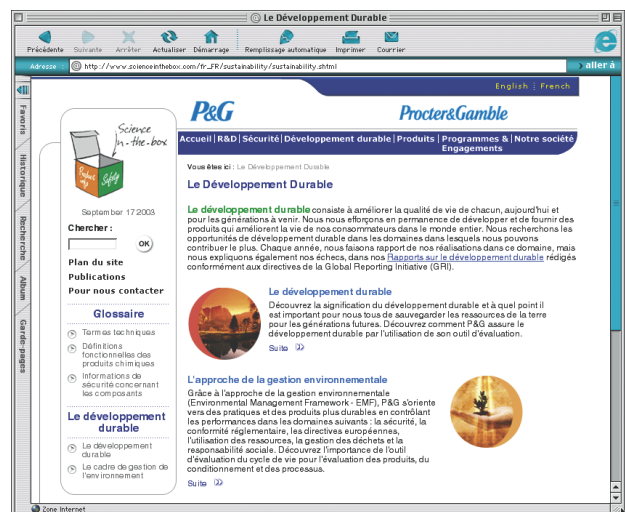 Le Développement Durable
Précédente Suivante Arrêter Actualiser Démarrage Remplissage automatique Imprimer Courrier
Adresse : http://www.scienceinthebox.com/fr_FR/sustainability/sustainability.shtml aller à
English | French
Favoris
Historique
Recherche
Album
Garde-pages
Science
in-the-box
Safety
September 17 2003
Chercher :
OK
Plan du site
Publications
Pour nous contacter
Glossaire
Termes techniques
Définitions
fonctionnelles des
produits chimiques
Informations de
sécurité concernant
les composants
Le développement
durable
Le développement
durable
Le cadre de gestion de
l'environnement
P&G Procter&Gamble
Accueil | R&D | Sécurité | Développement durable | Produits | Programmes & | Notre société
Engagements
Vous êtes ici : Le Développement Durable
Le Développement Durable
Le développement durable consiste à améliorer la qualité de vie de chacun, aujourd'hui et
pour les générations à venir. Nous nous efforçons en permanence de développer et de fournir des
produits qui améliorent la vie de nos consommateurs dans le monde entier. Nous recherchons les
opportunités de développement durable dans les domaines dans lesquels nous pouvons
contribuer le plus. Chaque année, nous faisons rapport de nos réalisations dans ce domaine, mais
nous expliquons également nos échecs, dans nos Rapports sur le développement durable rédigés
conformément aux directives de la Global Reporting Initiative (GRI).
Le développement durable
Découvrez la signification du développement durable et à quel point il
est important pour nous tous de sauvegarder les ressources de la terre
pour les générations futures. Découvrez comment P&G assure le
développement durable par l'utilisation de son outil d'évaluation.
Suite
L'approche de la gestion environnementale
Grâce à l'approche de la gestion environnementale
(Environmental Management Framework - EMF), P&G s'oriente
vers des pratiques et des produits plus durables en contrôlant
les performances dans les domaines suivants : la sécurité, la
conformité réglementaire, les directives européennes,
l'utilisation des ressources, la gestion des déchets et la
responsabilité sociale. Découvrez l'importance de l'outil
d'évaluation du cycle de vie pour l'évaluation des produits, du
conditionnement et des processus.
Suite
Zone Internet